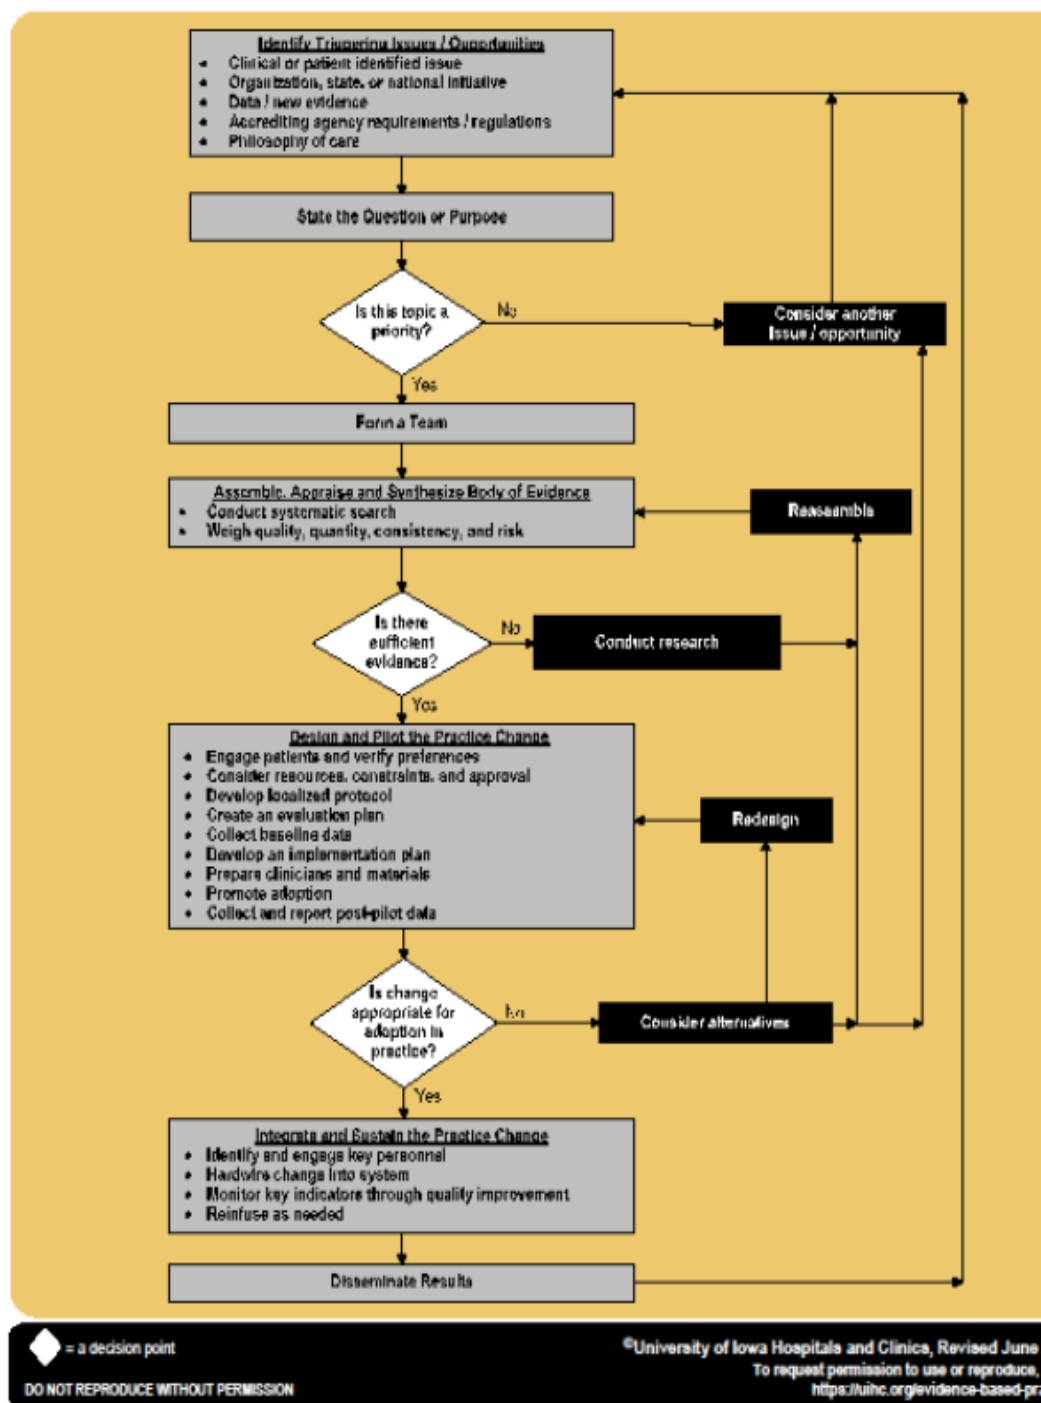 Identify Triggering Issues / Opportunities
• Clinical or patient identified issue
• Organization, state, or national initiative
• Data / new evidence
• Accrediting agency requirements / regulations
• Philosophy of care
State the Question or Purpose
Is this topic a
priority?
No
Consider another
Issue / opportunity
Yes
Form a Team
Assemble, Appraise and Synthesize Body of Evidence
• Conduct systematic search
• Weigh quality, quantity, consistency, and risk
Reassemble
Is there
sufficient
evidence?
No
Conduct research
Yes
Design and Pilot the Practice Change
• Engage patients and verify preferences
• Consider resources, constraints, and approval
• Develop localized protocol
• Create an evaluation plan
• Collect baseline data
• Develop an implementation plan
• Prepare clinicians and materials
• Promote adoption
• Collect and report post-pilot data
Redesign
Is change
appropriate for
adoption in
practice?
No
Consider alternatives
Yes
Integrate and Sustain the Practice Change
• Identify and engage key personnel
• Hardwire change into system
• Monitor key indicators through quality improvement
• Reinfuse as needed
Disseminate Results
= a decision point
©University of Iowa Hospitals and Clinics, Revised June
To request permission to use or reproduce,
DO NOT REPRODUCE WITHOUT PERMISSION
https://uihc.org/evidence-based-pra